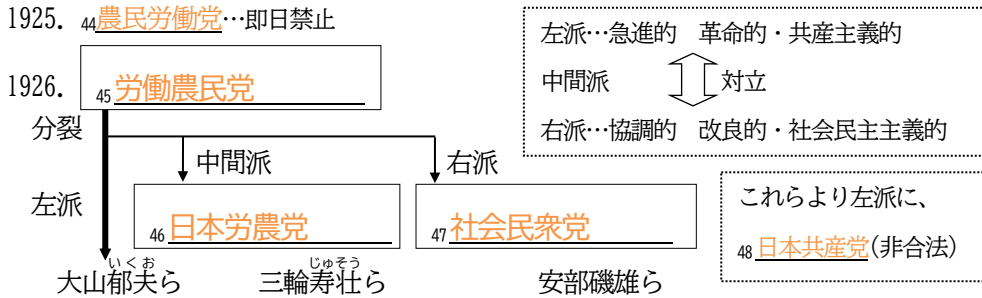 1925. 44農民労働党…即日禁止
1926. 45労働農民党
分裂
中間派
右派
左派
46日本労農党
47社会民衆党
いくお
大山郁夫ら
じゅそう
三輪寿壮ら
安部磯雄ら
左派…急進的 革命的・共産主義的
中間派 対立
右派…協調的 改良的・社会民主主義的
これらより左派に、
48日本共産党(非合法)